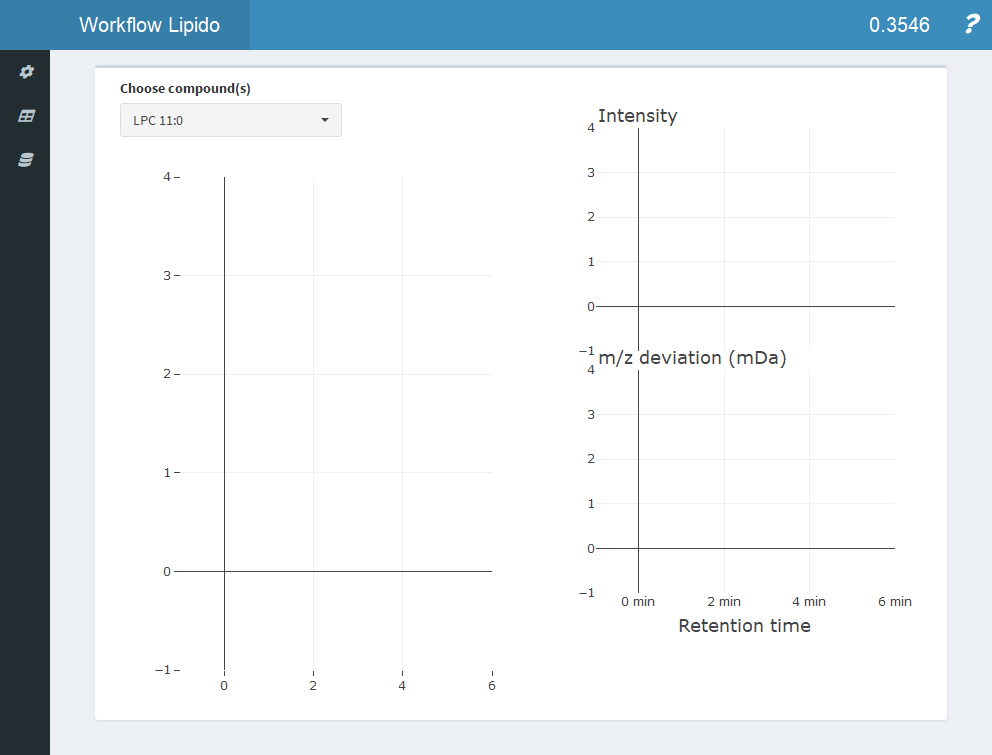 Workflow Lipido
0.3546
?
Choose compound(s)
LPC 11:0
4
3
2
1
0
−1
0
2
4
6
Intensity
4
3
2
1
0
−1
m/z deviation (mDa)
4
3
2
1
0
−1
0 min
2 min
4 min
6 min
Retention time